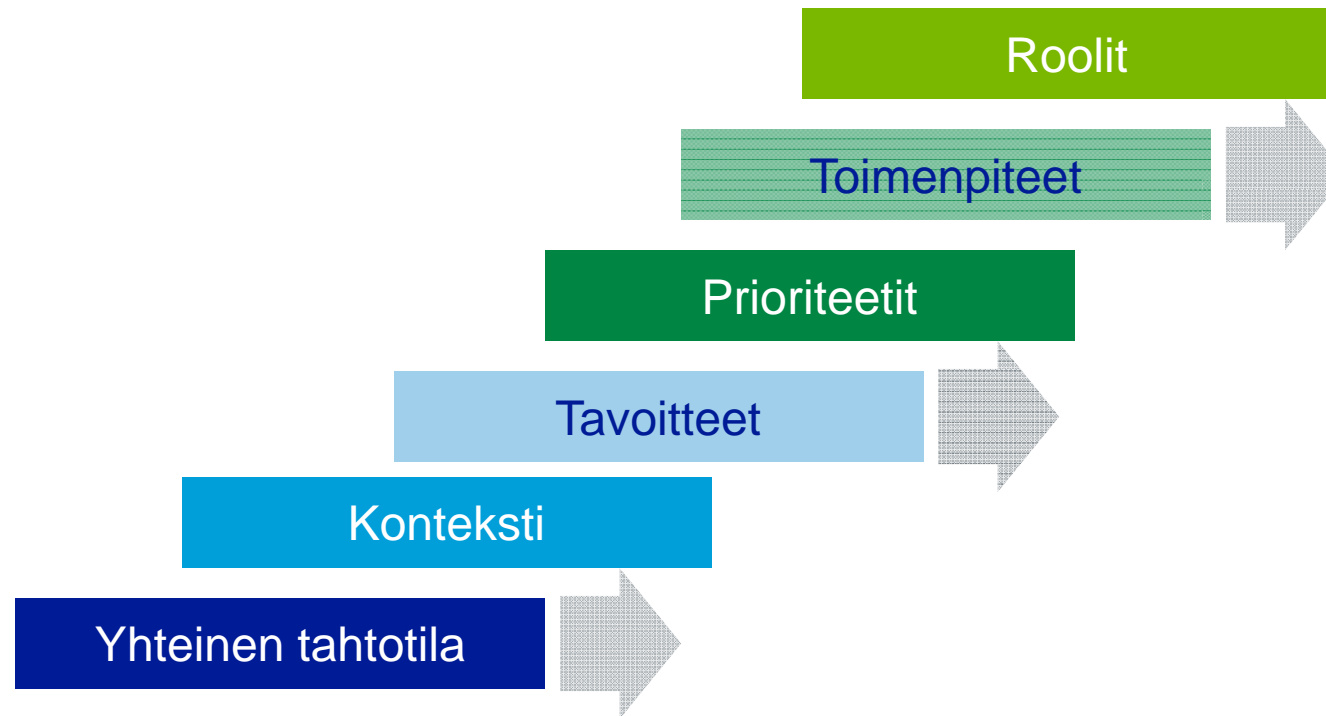 Roolit
Toimenpiteet
Prioriteetit
Tavoitteet
Konteksti
Yhteinen tahtotila